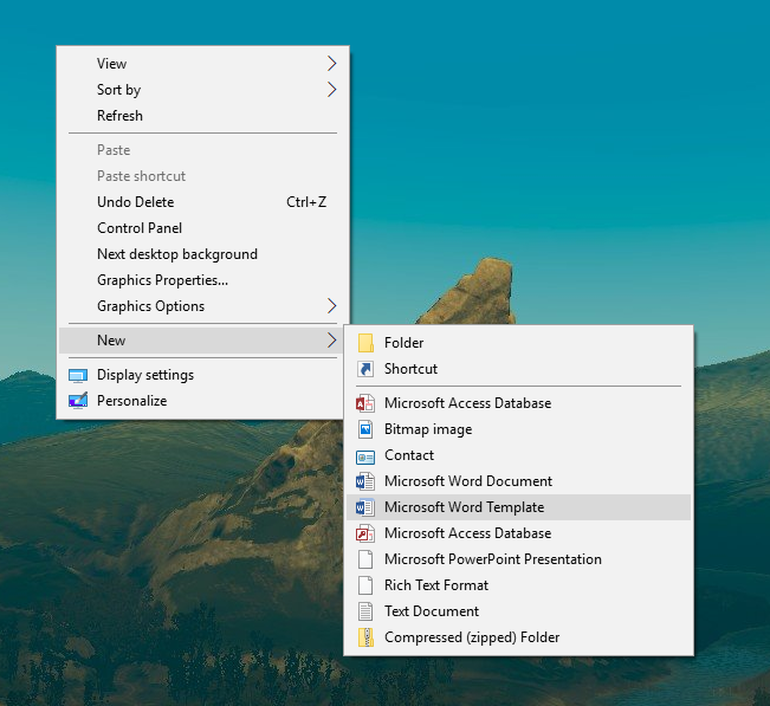 View
Sort by
Refresh
Paste
Paste shortcut
Undo Delete Ctrl+Z
Control Panel
Next desktop background
Graphics Properties...
Graphics Options
New
Display settings
Personalize
Folder
Shortcut
Microsoft Access Database
Bitmap image
Contact
Microsoft Word Document
Microsoft Word Template
Microsoft Access Database
Microsoft PowerPoint Presentation
Rich Text Format
Text Document
Compressed (zipped) Folder